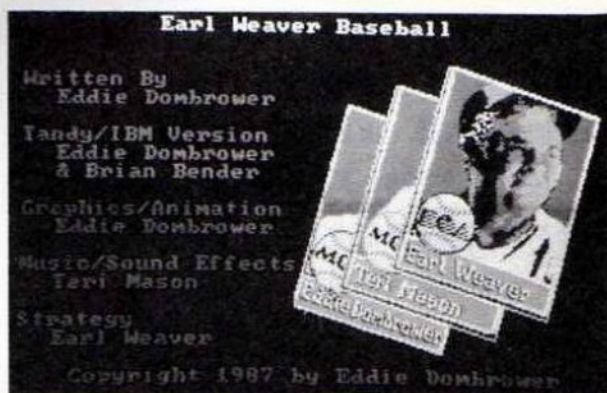 Earl Weaver Baseball
Written By
Eddie Dombrower
Tandy/IBM Version
Eddie Dombrower
& Brian Bender
Graphics/Animation
Eddie Dombrower
Music/Sound Effects
Teri Mason
Strategy
Earl Weaver
Earl Weaver
Teri Mason
Eddie Dombrower
Copyright 1987 by Eddie Dombrower